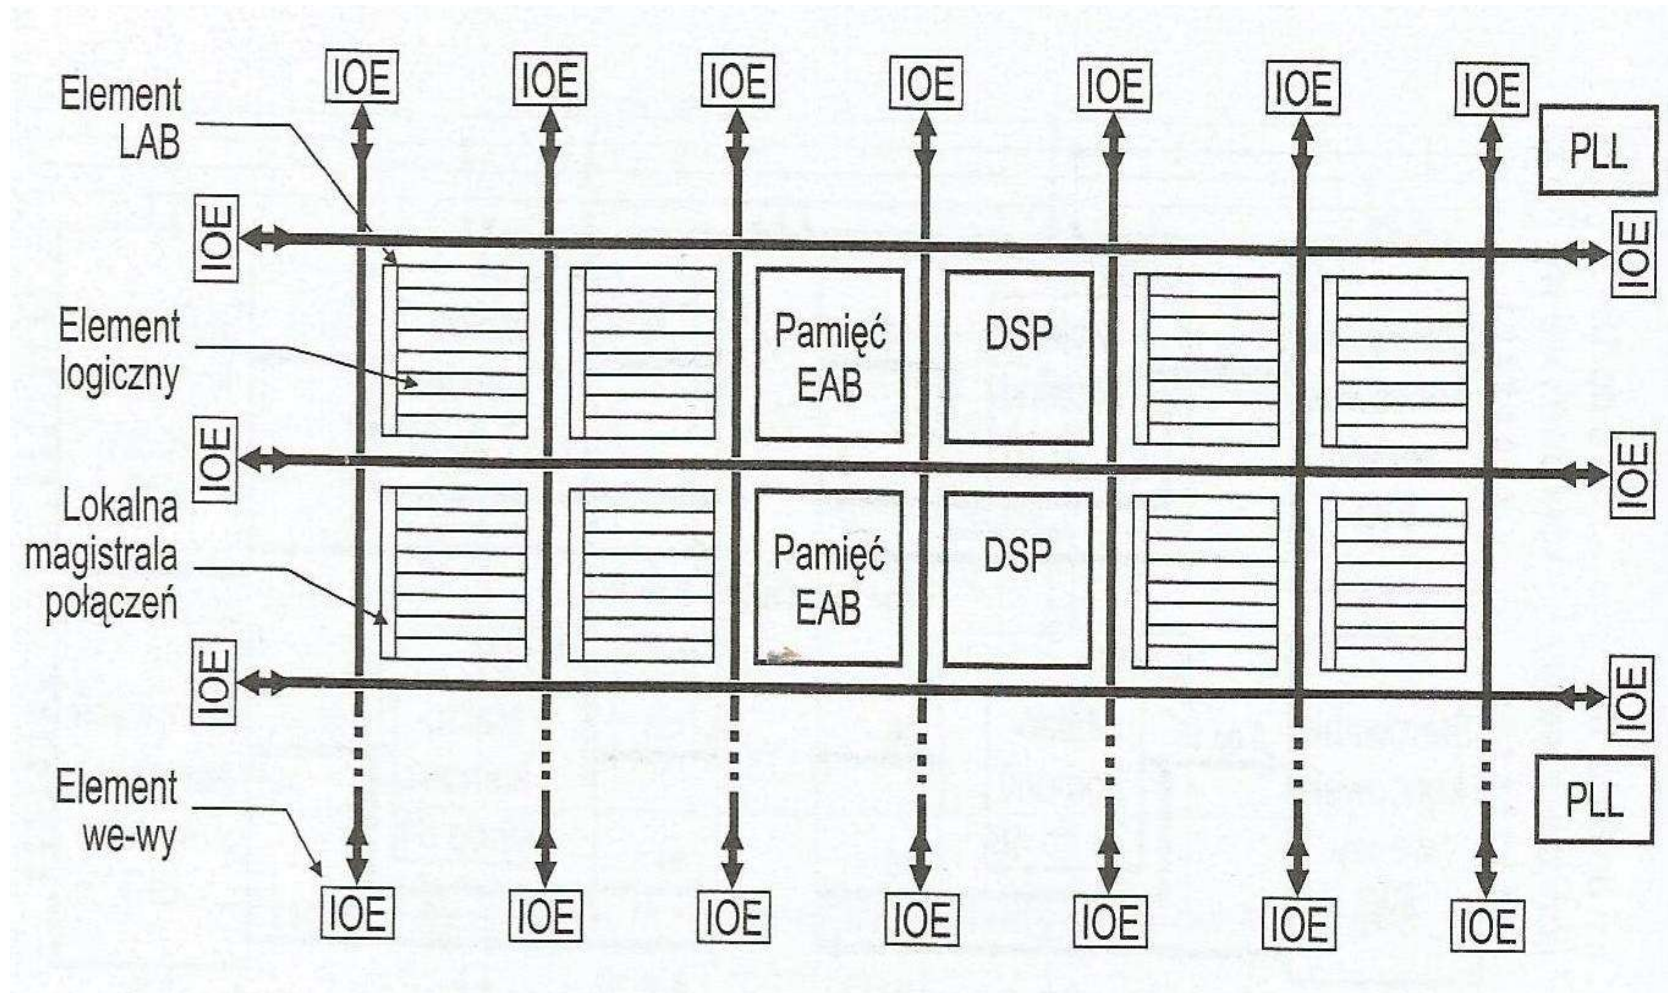 IOE
IOE
IOE
IOE
IOE
IOE
IOE
Element
LAB
PLL
IOE
IOE
Element
logiczny
Pamięć
EAB
DSP
IOE
IOE
Lokalna
magistrala
połączeń
Pamięć
EAB
DSP
IOE
IOE
Element
we-wy
PLL
IOE
IOE
IOE
IOE
IOE
IOE
IOE